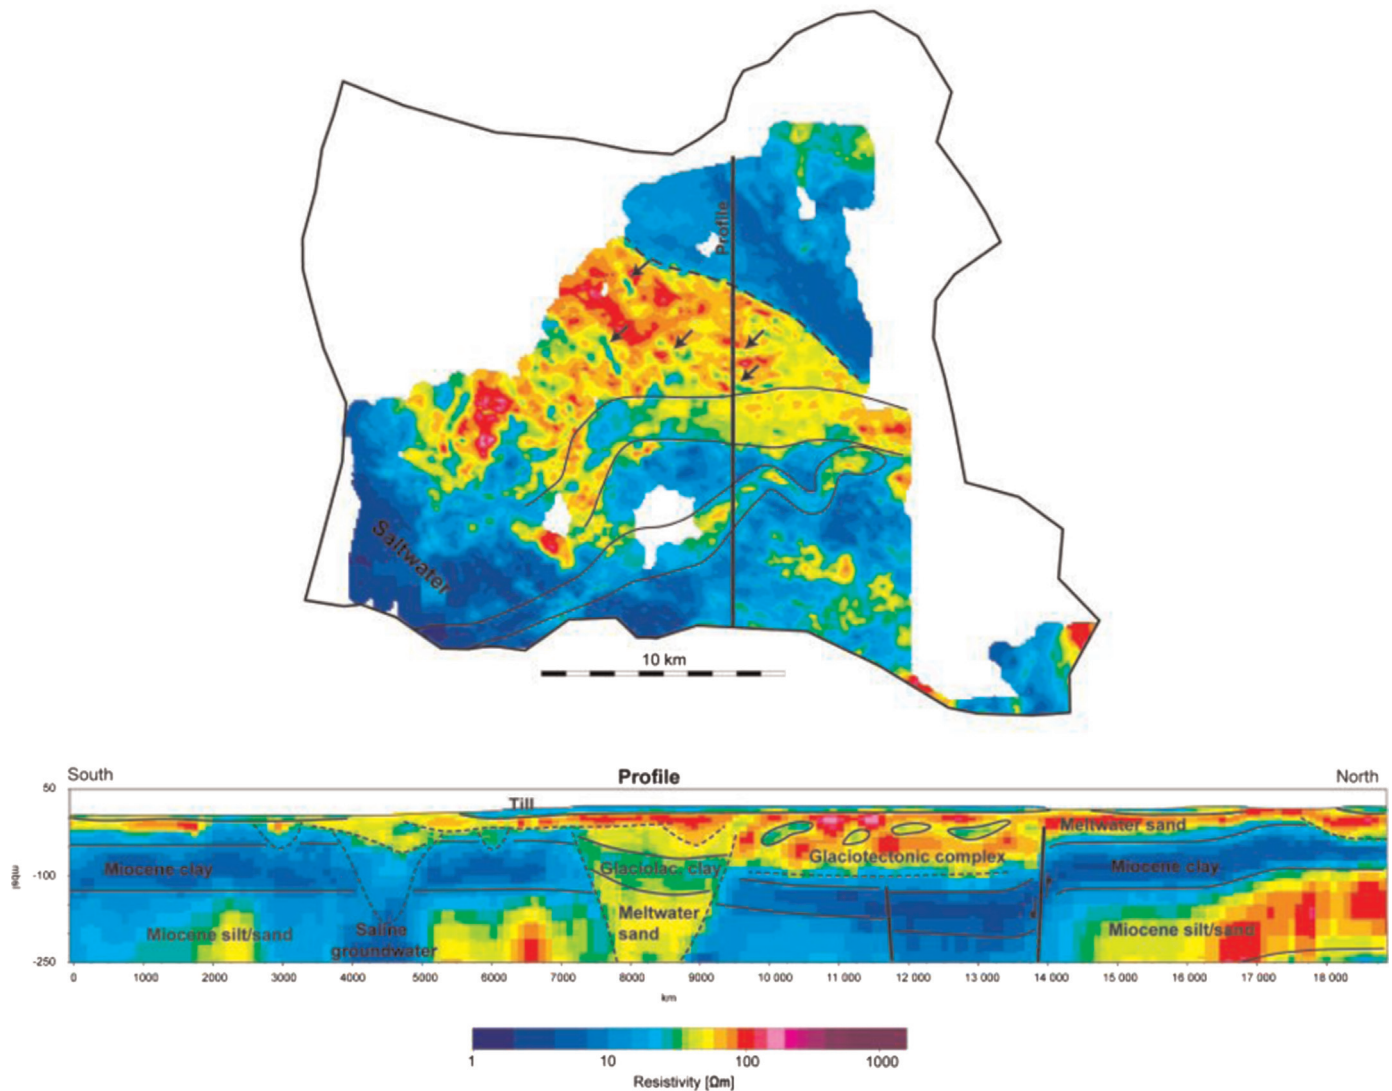 Profile
Saltwater
10 km
South
Profile
North
50
Till
Meltwater sand
Glaciotectonic complex
Miocene clay
Glaciolac. clay
Miocene clay
mbsl
-100
Meltwater
sand
Miocene silt/sand
Saline
groundwater
Miocene silt/sand
-250
0 1000 2000 3000 4000 5000 6000 7000 8000 9000 10 000 11 000 12 000 13 000 14 000 15 000 16 000 17 000 18 000
km
1 10 100 1000
Resistivity [Ωm]